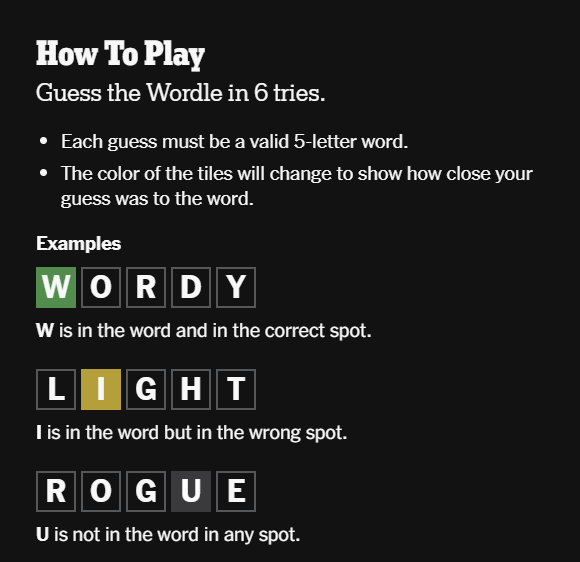 How To Play
Guess the Wordle in 6 tries.
• Each guess must be a valid 5-letter word.
• The color of the tiles will change to show how close your
guess was to the word.
Examples
W O R D Y
W is in the word and in the correct spot.
L I G H T
I is in the word but in the wrong spot.
R O G U E
U is not in the word in any spot.